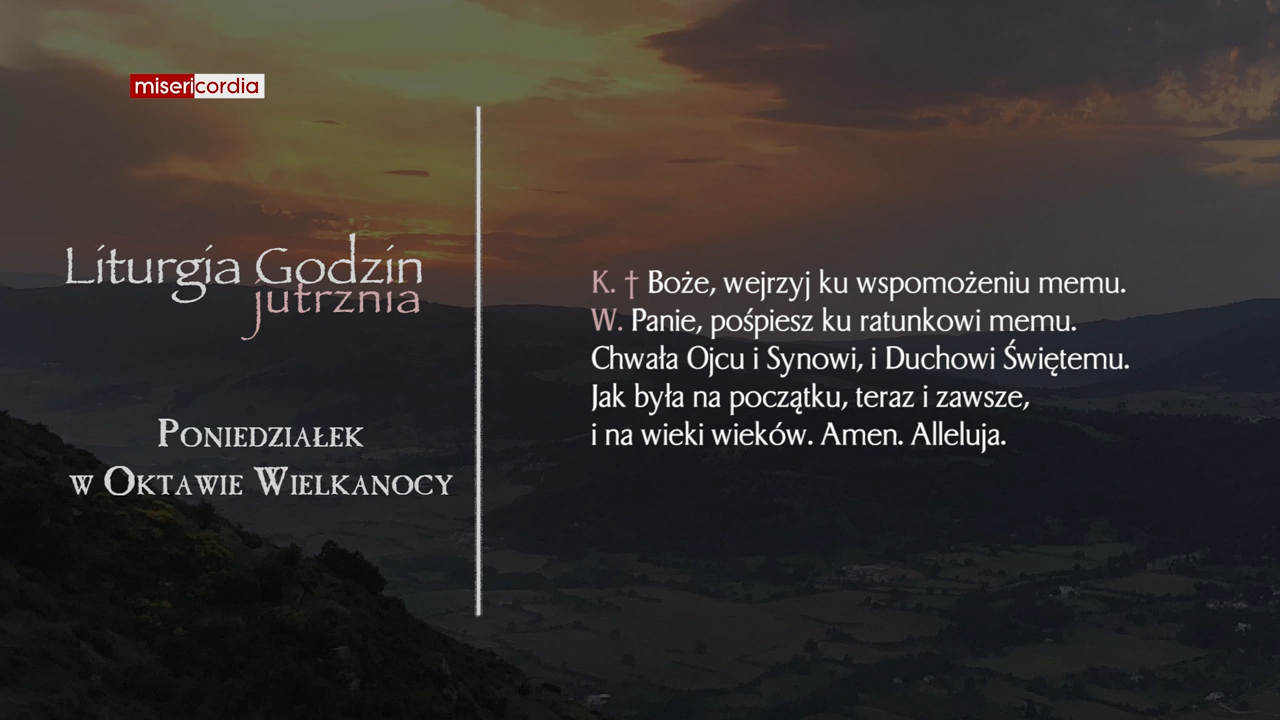 misericordia
Liturgia Godzin
jutrznia
Poniedziałek
w Oktawie Wielkanocy
K. † Boże, wejrzyj ku wspomożeniu memu.
W. Panie, pośpiesz ku ratunkowi memu.
Chwała Ojcu i Synowi, i Duchowi Świętemu.
Jak była na początku, teraz i zawsze,
i na wieki wieków. Amen. Alleluja.